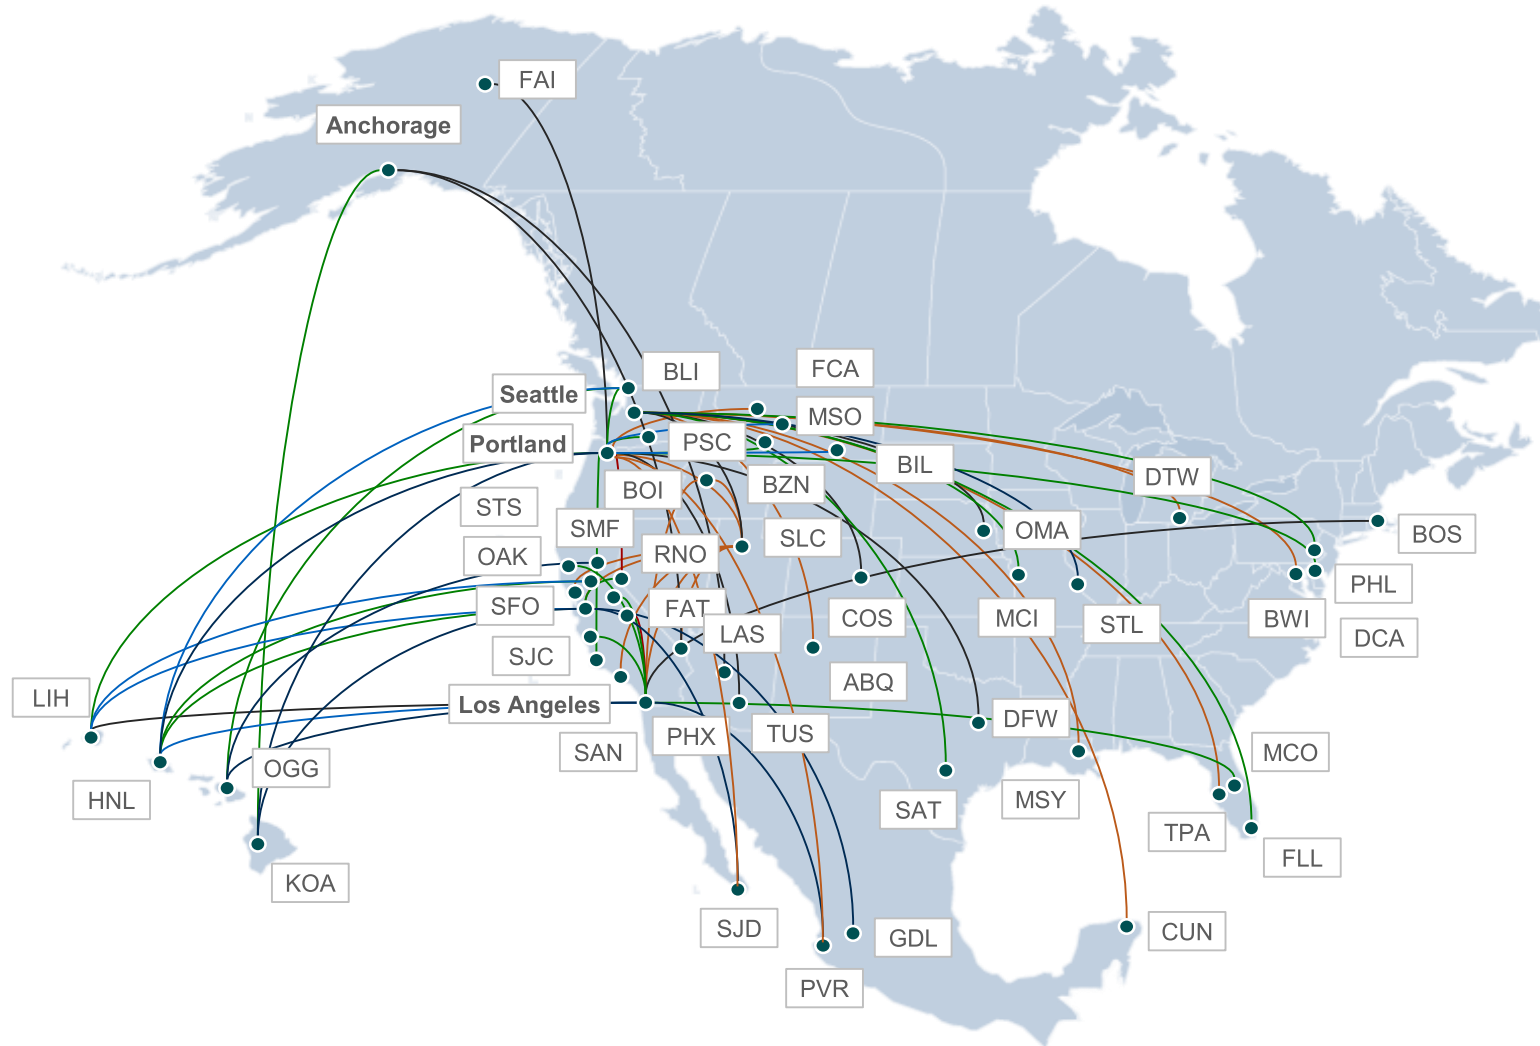 FAI
Anchorage
BLI
FCA
Seattle
MSO
Portland
PSC
BIL
DTW
BOI
BZN
STS
SMF
SLC
OMA
BOS
RNO
OAK
PHL
SFO
FAT
COS
MCI
STL
BWI
LAS
DCA
SJC
ABQ
LIH
Los Angeles
DFW
PHX
TUS
SAN
MCO
OGG
HNL
MSY
SAT
TPA
FLL
KOA
SJD
CUN
GDL
PVR